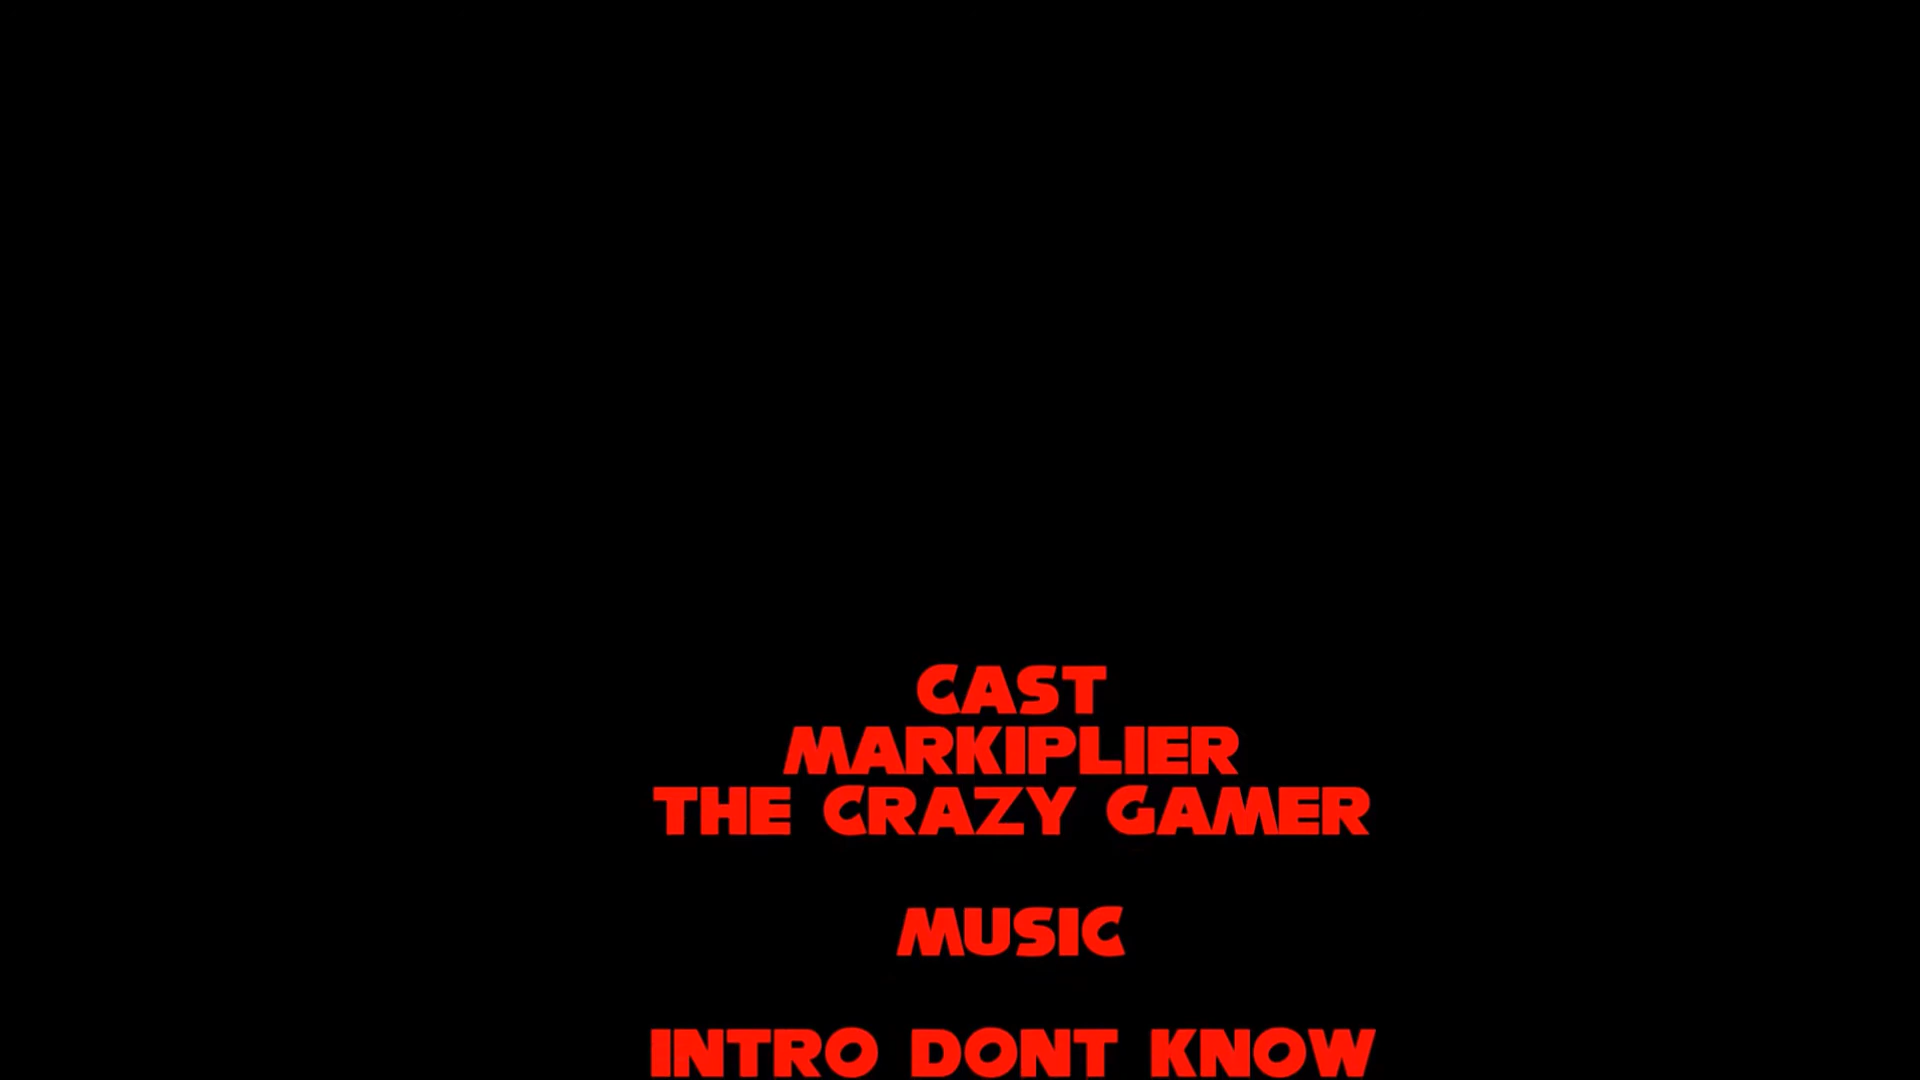 CAST
MARKIPLIER
THE CRAZY GAMER
MUSIC
INTRO DONT KNOW